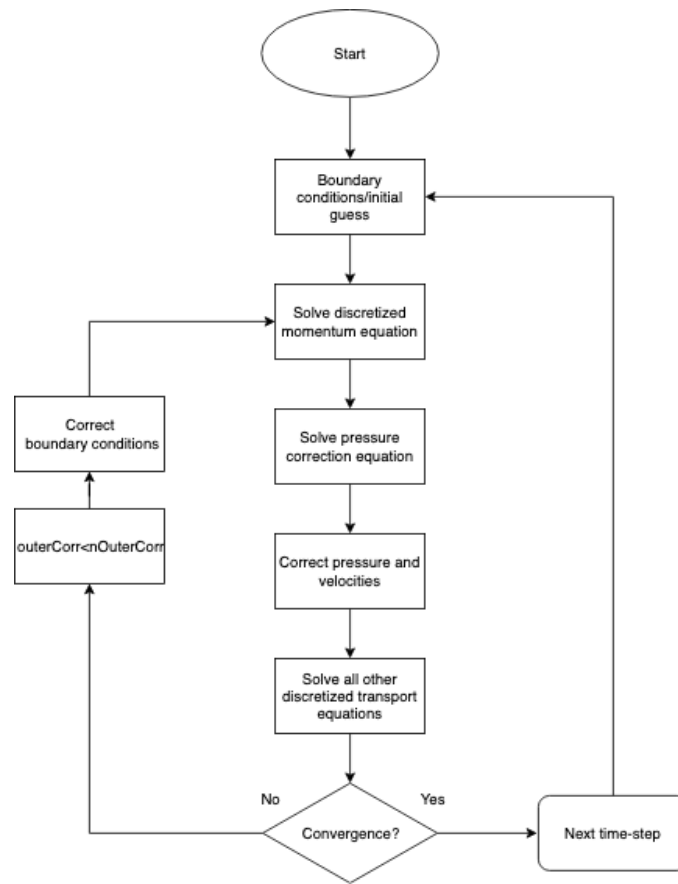 Start
Boundary
conditions/initial
guess
Solve discretized
momentum equation
Correct
boundary conditions
Solve pressure
correction equation
outerCorr<nOuterCorr
Correct pressure and
velocities
Solve all other
discretized transport
equations
No
Yes
Convergence?
Next time-step